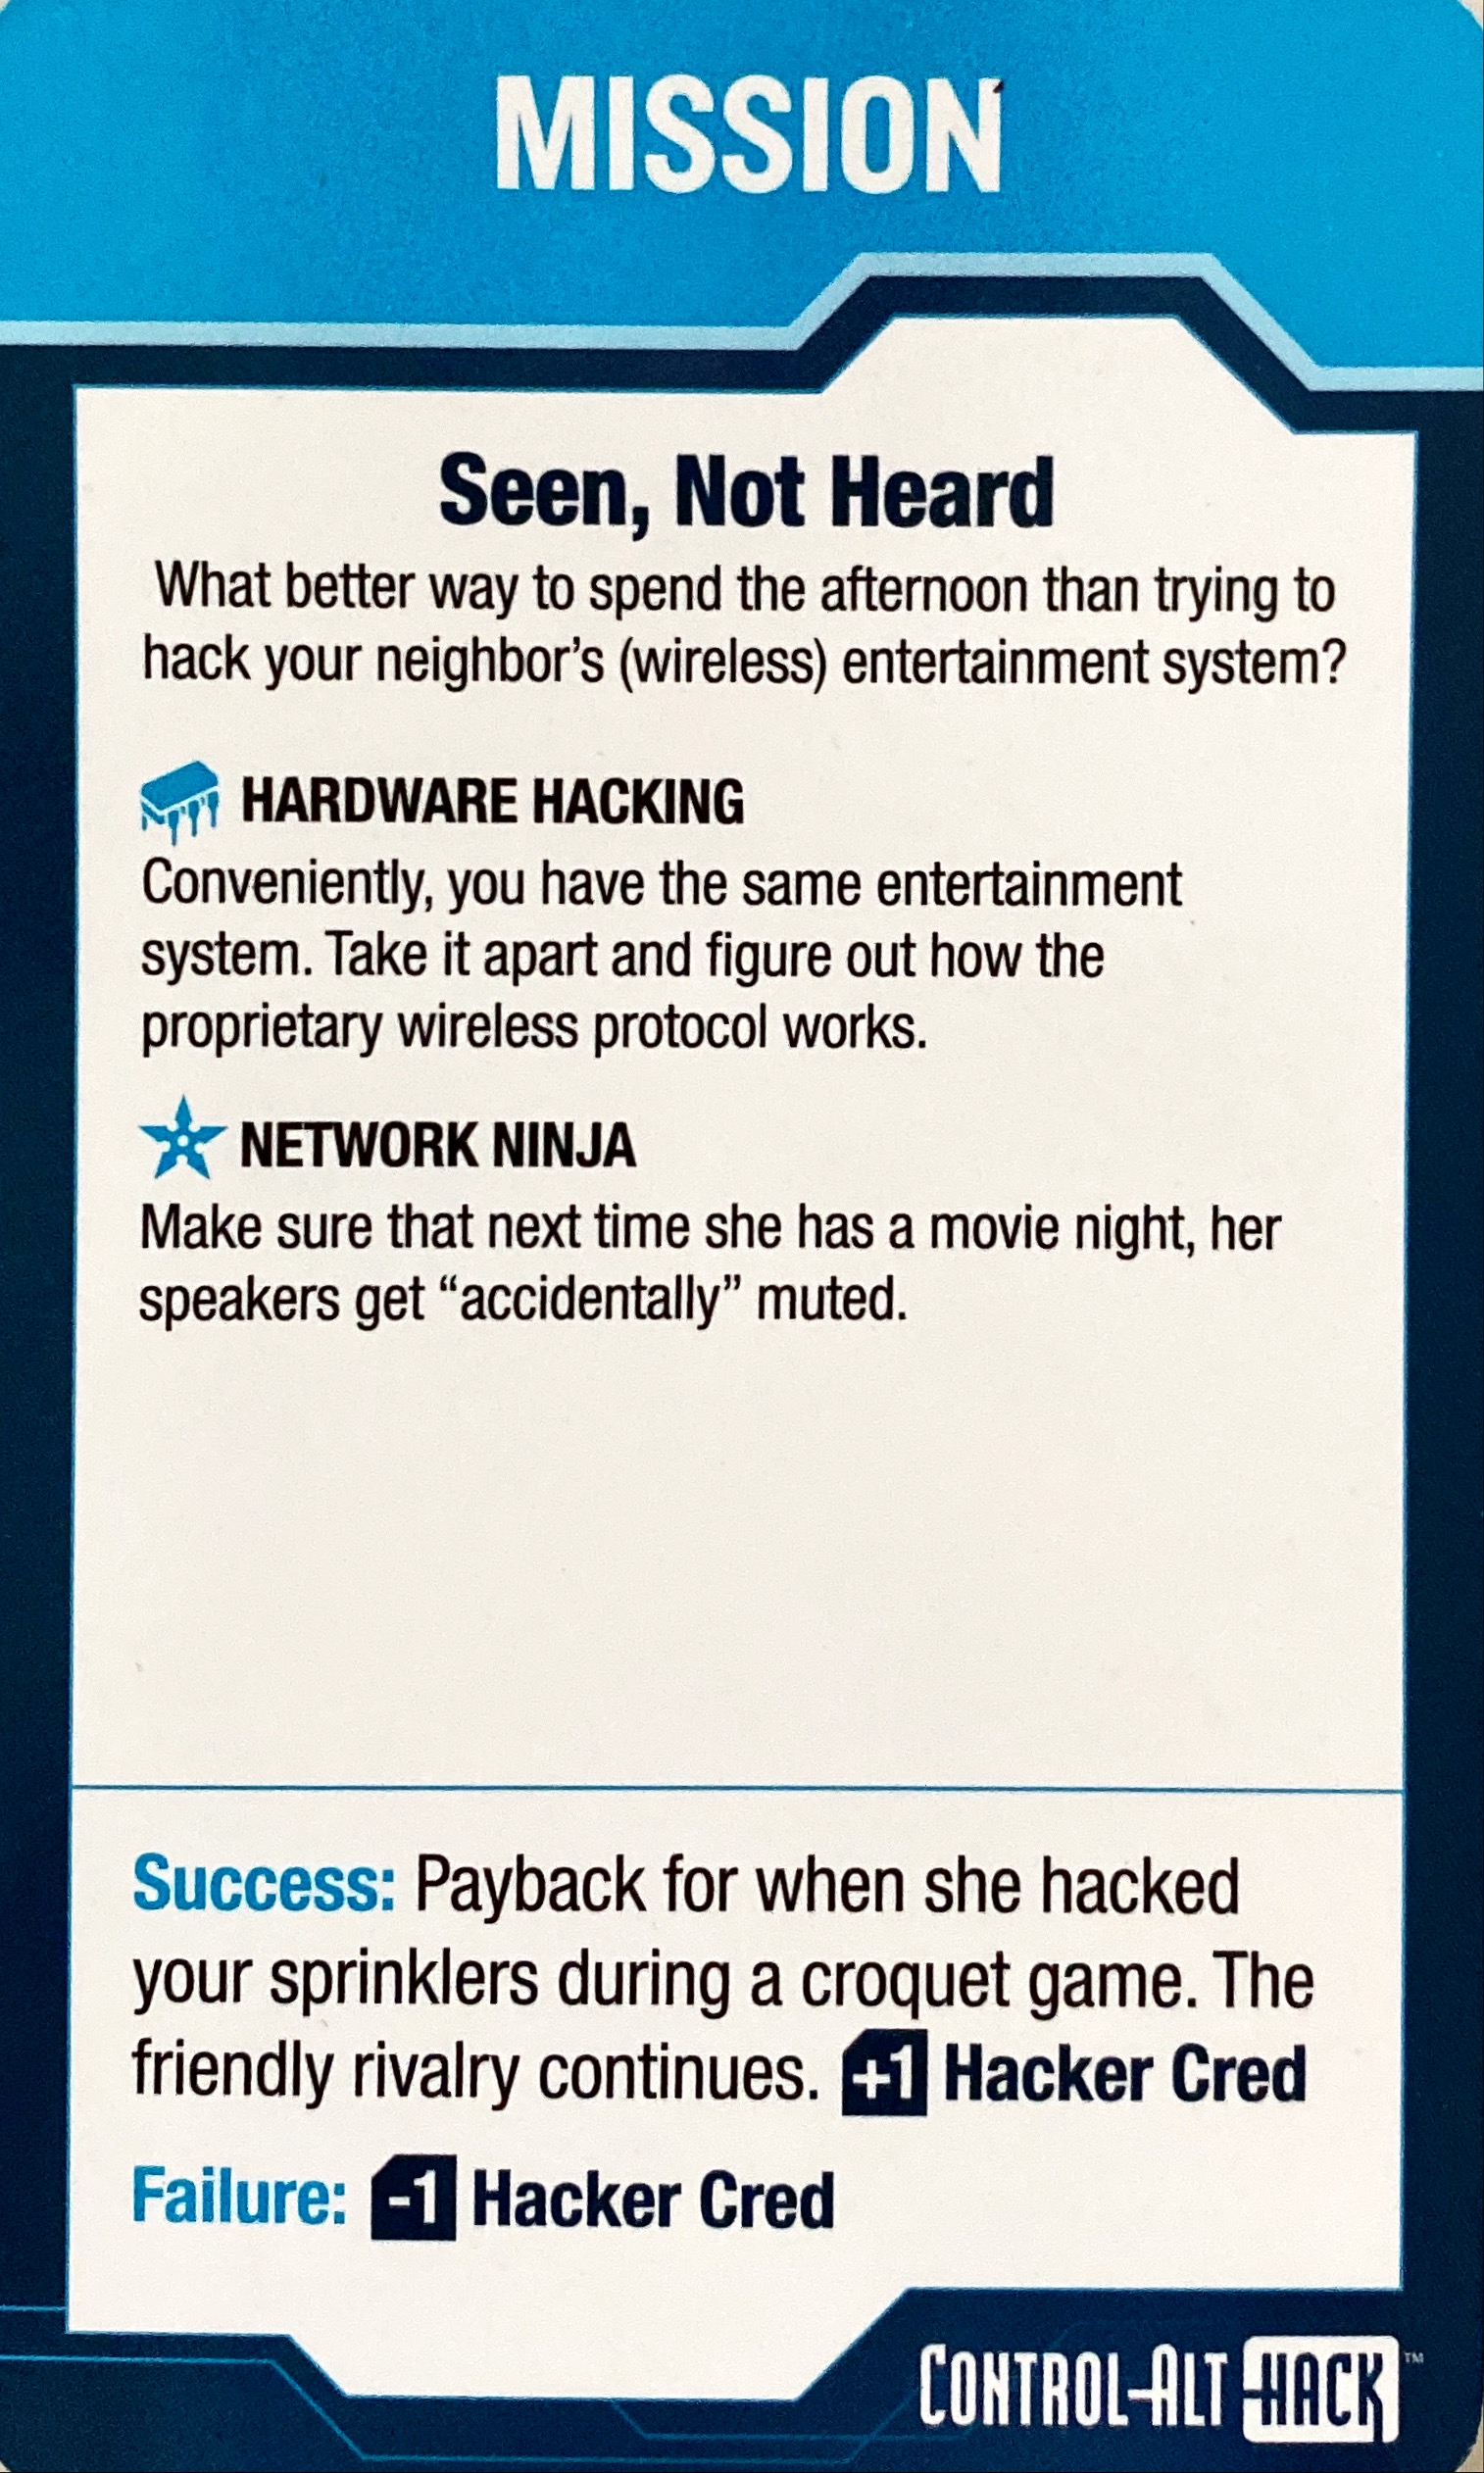 MISSION
Seen, Not Heard
What better way to spend the afternoon than trying to
hack your neighbor's (wireless) entertainment system?
HARDWARE HACKING
Conveniently, you have the same entertainment
system. Take it apart and figure out how the
proprietary wireless protocol works.
NETWORK NINJA
Make sure that next time she has a movie night, her
speakers get “accidentally” muted.
Success: Payback for when she hacked
your sprinklers during a croquet game. The
friendly rivalry continues. +1 Hacker Cred
Failure: -1 Hacker Cred
CONTROL-ALT-HACK™